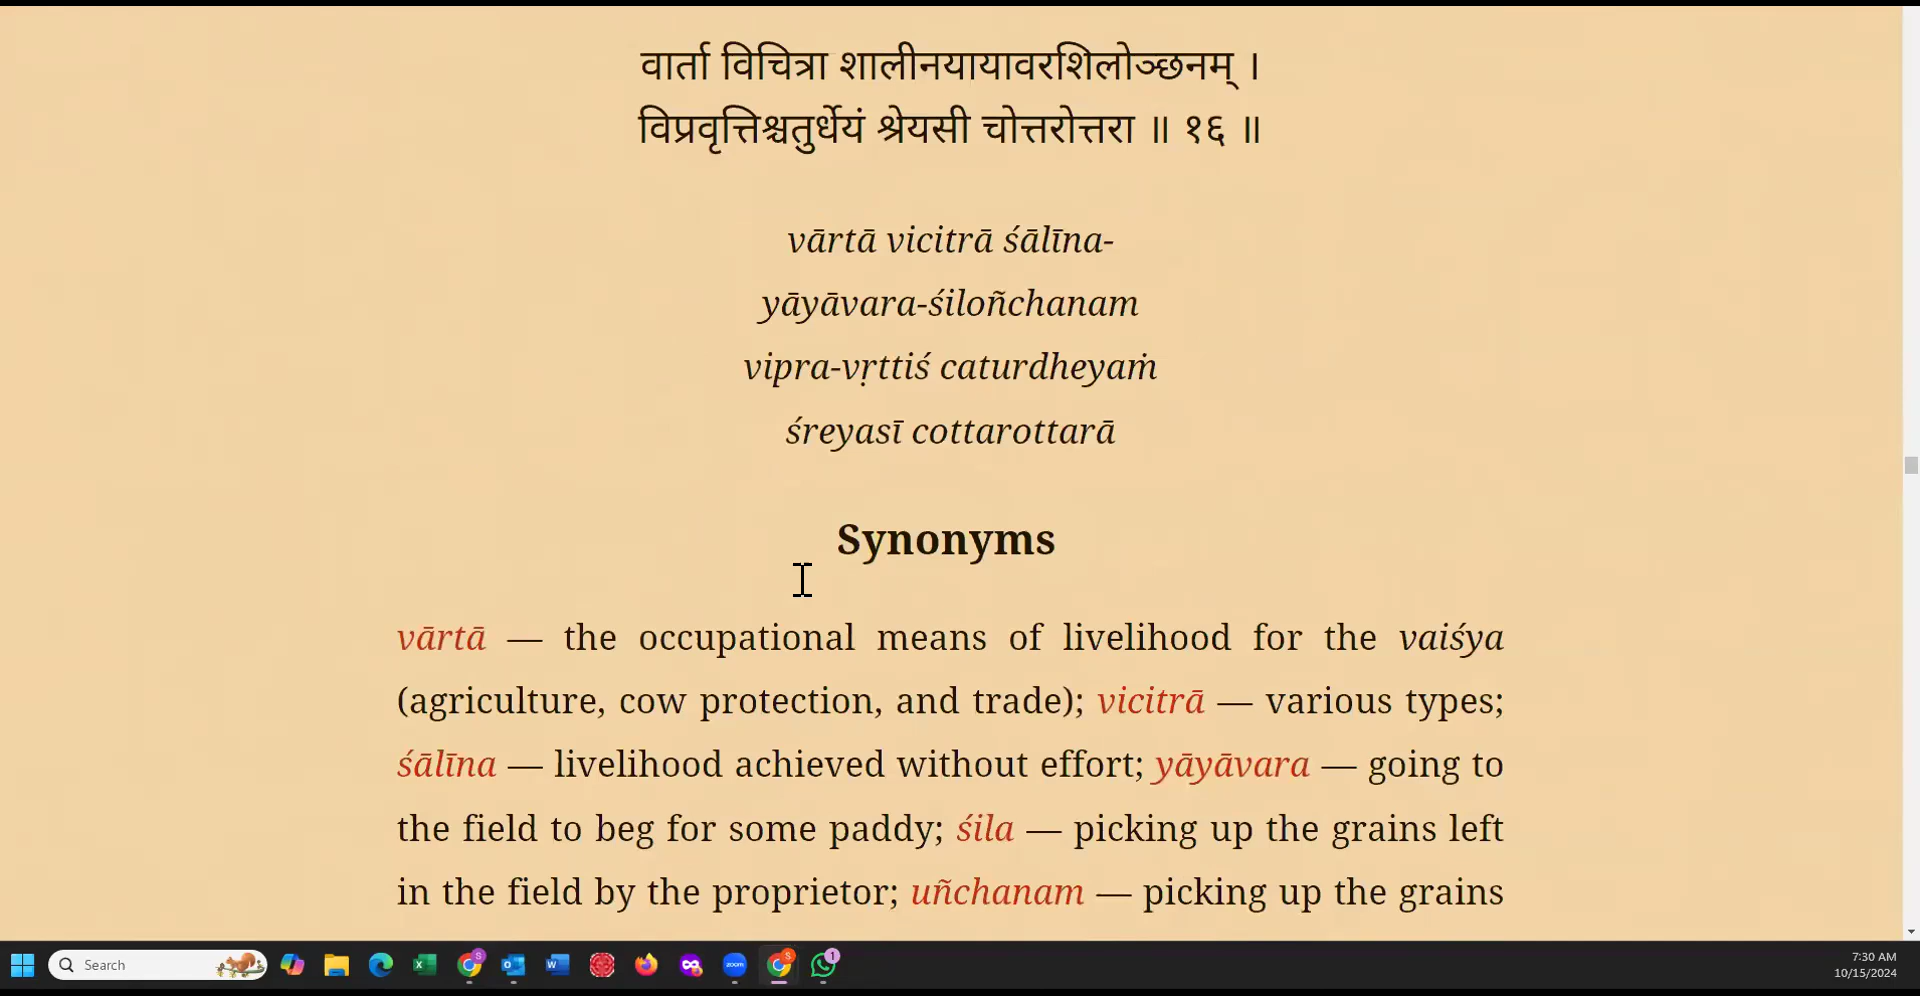 वार्ता विचित्रा शालीनयायावरशिलोञ्छनम् ।
विप्रवृत्तिश्चतुर्धेयं श्रेयसी चोत्तरोत्तरा ॥ १६ ॥
vārtā vicitrā śālīna-
yāyāvara-śiloñchanam
vipra-vṛttiś caturdheyaṁ
śreyasī cottarottarā
Synonyms
vārtā — the occupational means of livelihood for the vaiśya
(agriculture, cow protection, and trade); vicitrā — various types;
śālīna — livelihood achieved without effort; yāyāvara — going to
the field to beg for some paddy; śila — picking up the grains left
in the field by the proprietor; uñchanam — picking up the grains
Search
zoom
S
S
1
7:30 AM
10/15/2024